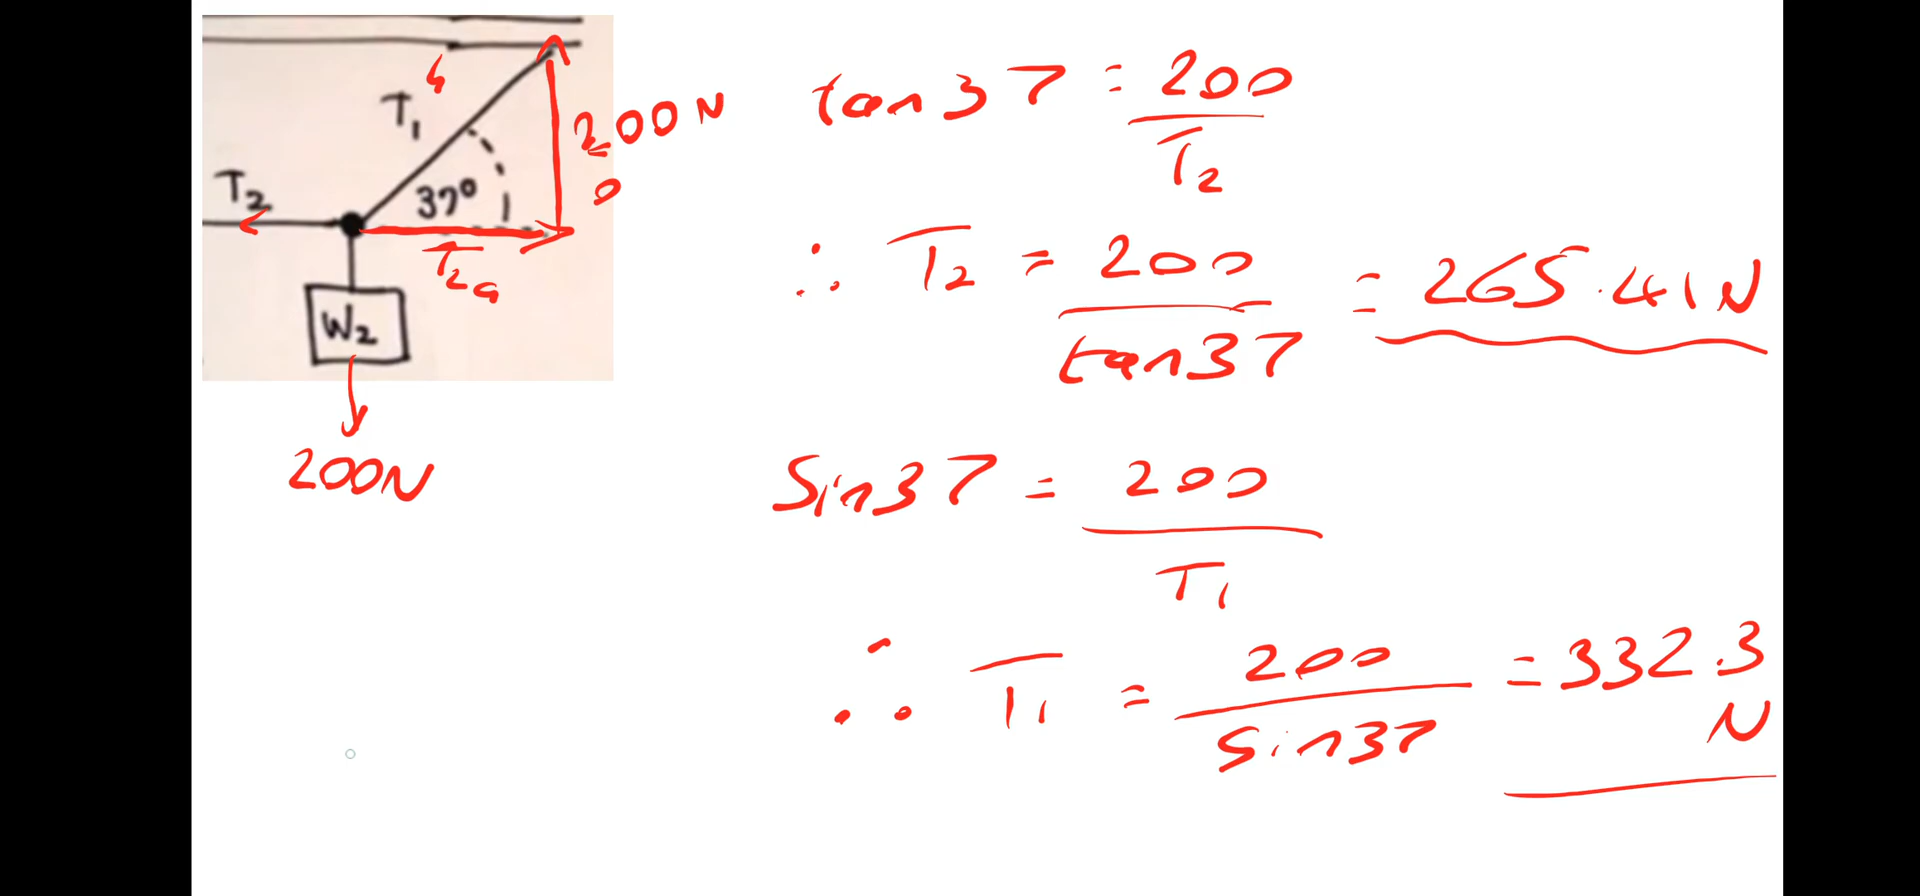 h
T₁
200N
o
T₂
37°
T₂ a
W₂
200N
tan37 = 200
T₂
∴ T₂ = 200 = 265.41N
tan37
Sin37 = 200
T₁
∴ T₁ = 200 = 332.3
N
Sin37